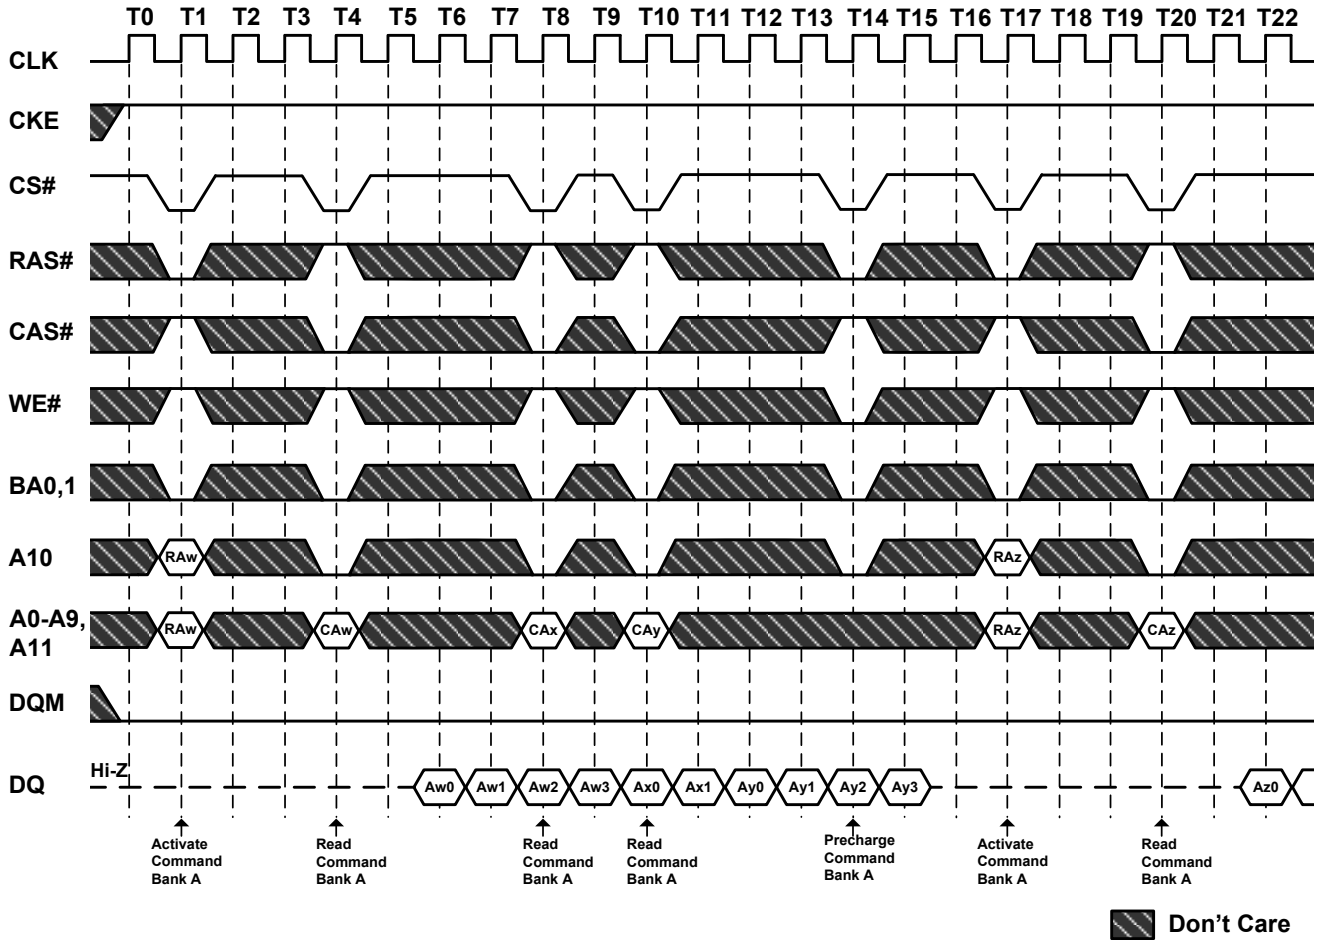 T0 T1 T2 T3 T4 T5 T6 T7 T8 T9 T10 T11 T12 T13 T14 T15 T16 T17 T18 T19 T20 T21 T22
CLK
CKE
CS#
RAS#
CAS#
WE#
BA0,1
A10 RAw RAz
A0-A9,
A11
RAw CAw CAx CAy RAz CAz
DQM
DQ Hi-Z Aw0 Aw1 Aw2 Aw3 Ax0 Ax1 Ay0 Ay1 Ay2 Ay3 Az0
Activate
Command
Bank A
Read
Command
Bank A
Read
Command
Bank A
Read
Command
Bank A
Precharge
Command
Bank A
Activate
Command
Bank A
Read
Command
Bank A
Don't Care